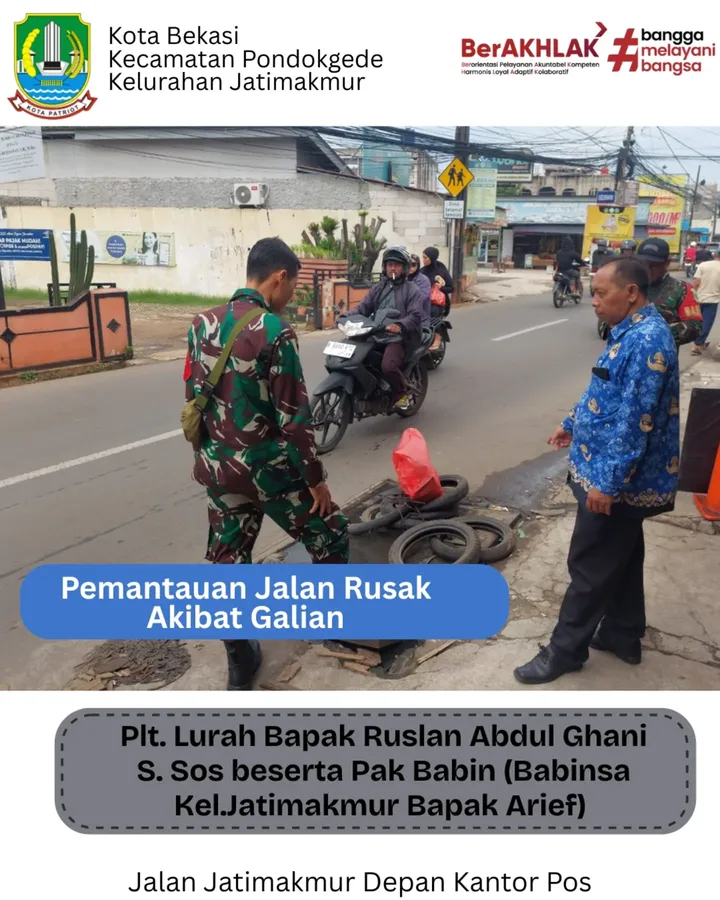 Kota Bekasi
Kecamatan Pondokgede
Kelurahan Jatimakmur
KOTA PATRIOT
BerAKHLAK
Berorientasi Pelayanan Akuntabel Kompeten
Harmonis Loyal Adaptif Kolaboratif
#bangga
melayani
bangsa
Pemantauan Jalan Rusak
Akibat Galian
Plt. Lurah Bapak Ruslan Abdul Ghani
S. Sos beserta Pak Babin (Babinsa
Kel.Jatimakmur Bapak Arief)
Jalan Jatimakmur Depan Kantor Pos